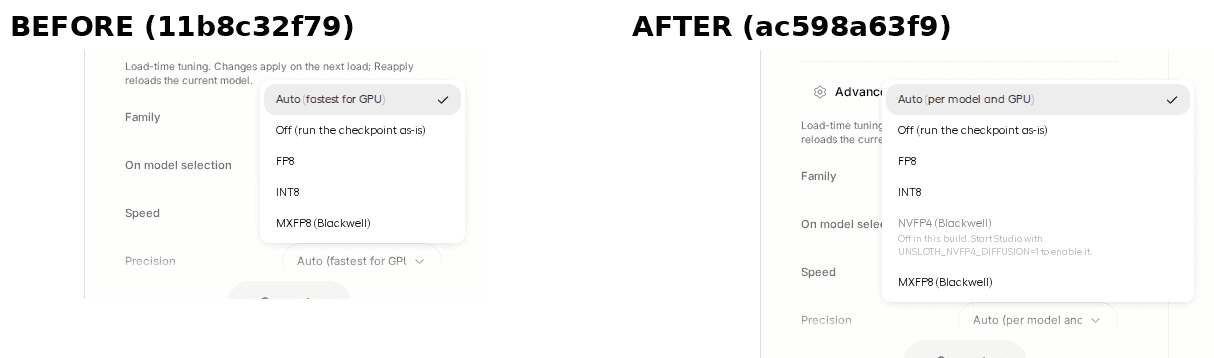 BEFORE (11b8c32f79)
Load-time tuning. Changes apply on the next load; Reapply
reloads the current model.
Auto (fastest for GPU)
Family
Off (run the checkpoint as-is)
On model selection
FP8
INT8
Speed
MXFP8 (Blackwell)
Precision
Auto (fastest for GPU
AFTER (ac598a63f9)
Auto (per model and GPU)
Load-time tuning
reloads the curre
Off (run the checkpoint as-is)
FP8
Family
INT8
NVFP4 (Blackwell)
On model sele
Off in this build. Start Studio with
UNSLOTH_NVFP4_DIFFUSION=1 to enable it.
Speed
MXFP8 (Blackwell)
Precision
Auto (per model and